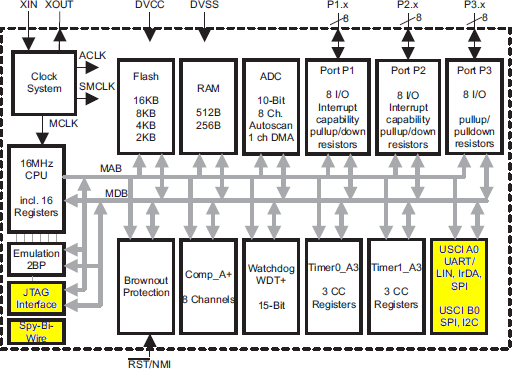 XIN XOUT DVCC DVSS P1.x P2.x P3.x
8 8 8
ACLK
SMCLK
MCLK
Clock
System
Flash
16KB
8KB
4KB
2KB
RAM
512B
256B
ADC
10-Bit
8 Ch.
Autoscan
1 ch DMA
Port P1
8 I/O
Interrupt
capability
pullup/down
resistors
Port P2
8 I/O
Interrupt
capability
pullup/down
resistors
Port P3
8 I/O
pullup/
pulldown
resistors
16MHz
CPU
incl. 16
Registers
MAB
MDB
Emulation
2BP
JTAG
Interface
Spy-Bi-
Wire
Brownout
Protection
Comp_A+
8 Channels
Watchdog
WDT+
15-Bit
Timer0_A3
3 CC
Registers
Timer1_A3
3 CC
Registers
USCI A0
UART/
LIN, IrDA,
SPI
USCI B0
SPI, I2C
RST/NMI